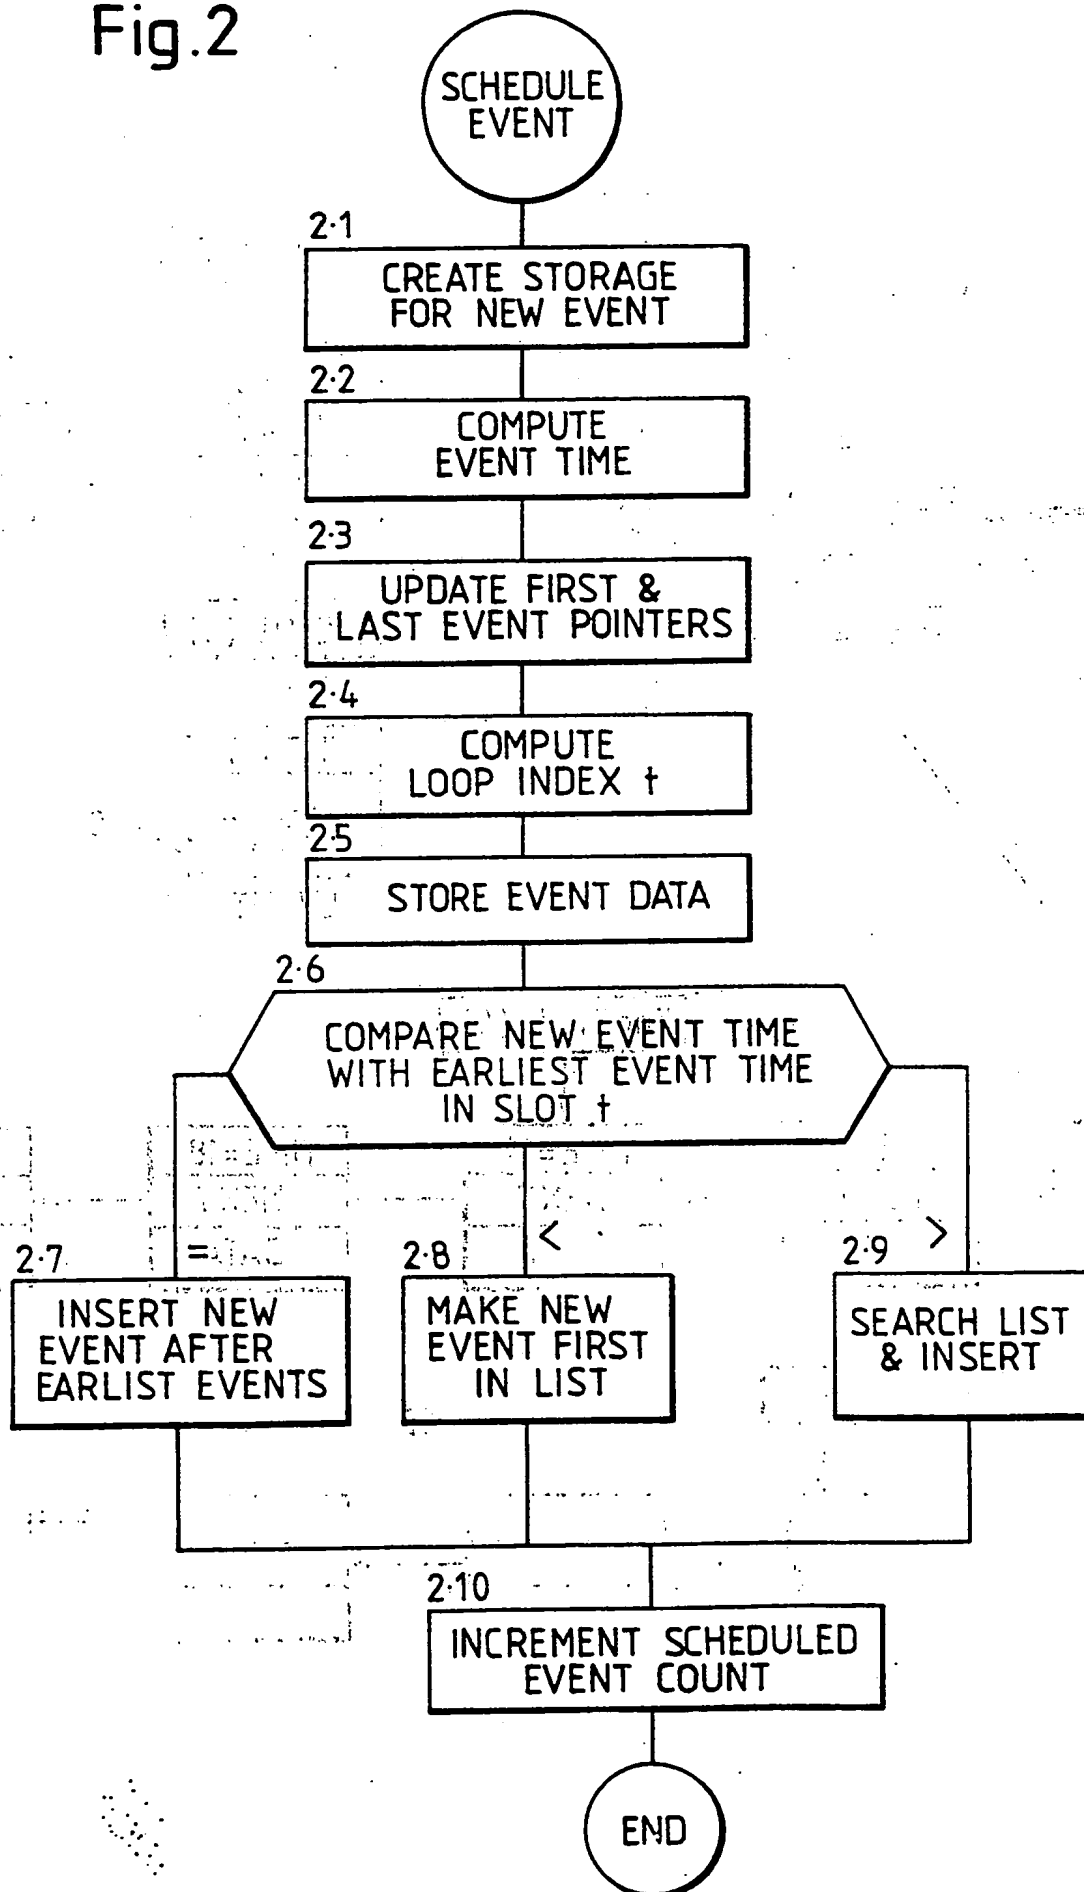 Fig.2
SCHEDULE
EVENT
2.1
CREATE STORAGE
FOR NEW EVENT
2.2
COMPUTE
EVENT TIME
2.3
UPDATE FIRST &
LAST EVENT POINTERS
2.4
COMPUTE
LOOP INDEX t
2.5
STORE EVENT DATA
2.6
COMPARE NEW EVENT TIME
WITH EARLIEST EVENT TIME
IN SLOT t
2.7
=
INSERT NEW
EVENT AFTER
EARLIST EVENTS
2.8
<
MAKE NEW
EVENT FIRST
IN LIST
2.9
>
SEARCH LIST
& INSERT
2.10
INCREMENT SCHEDULED
EVENT COUNT
END